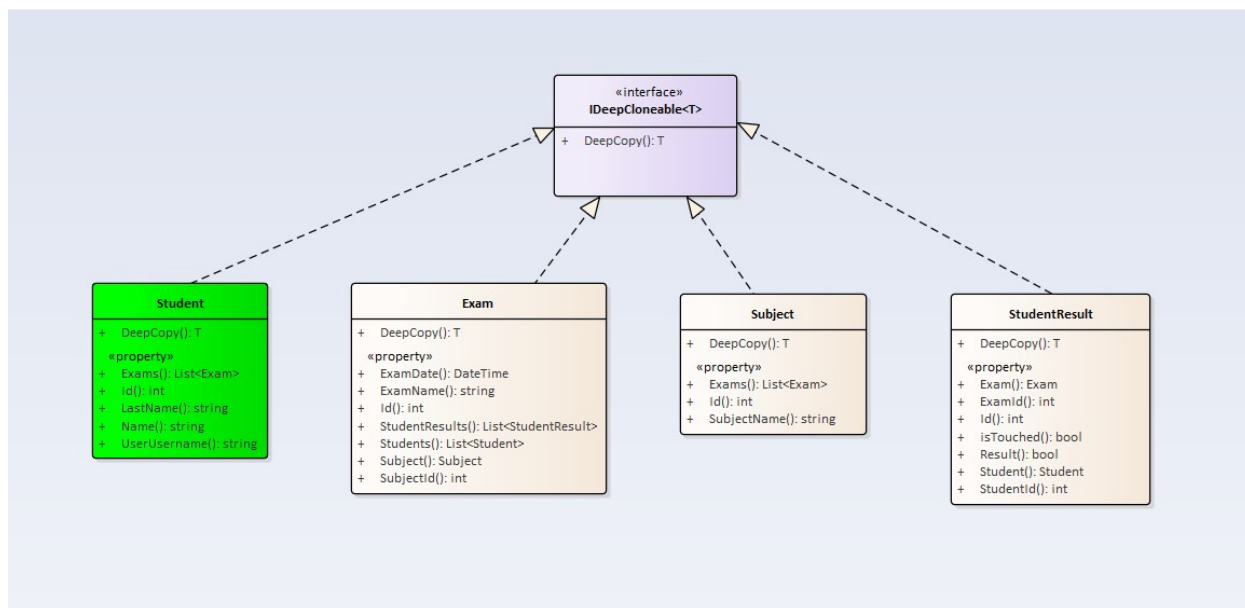 «interface»
IDeepCloneable<T>
+ DeepCopy(): T
Student
+ DeepCopy(): T
«property»
+ Exams(): List<Exam>
+ Id(): int
+ LastName(): string
+ Name(): string
+ UserUsername(): string
Exam
+ DeepCopy(): T
«property»
+ ExamDate(): DateTime
+ ExamName(): string
+ Id(): int
+ StudentResults(): List<StudentResult>
+ Students(): List<Student>
+ Subject(): Subject
+ SubjectId(): int
Subject
+ DeepCopy(): T
«property»
+ Exams(): List<Exam>
+ Id(): int
+ SubjectName(): string
StudentResult
+ DeepCopy(): T
«property»
+ Exam(): Exam
+ ExamId(): int
+ Id(): int
+ isTouched(): bool
+ Result(): bool
+ Student(): Student
+ StudentId(): int